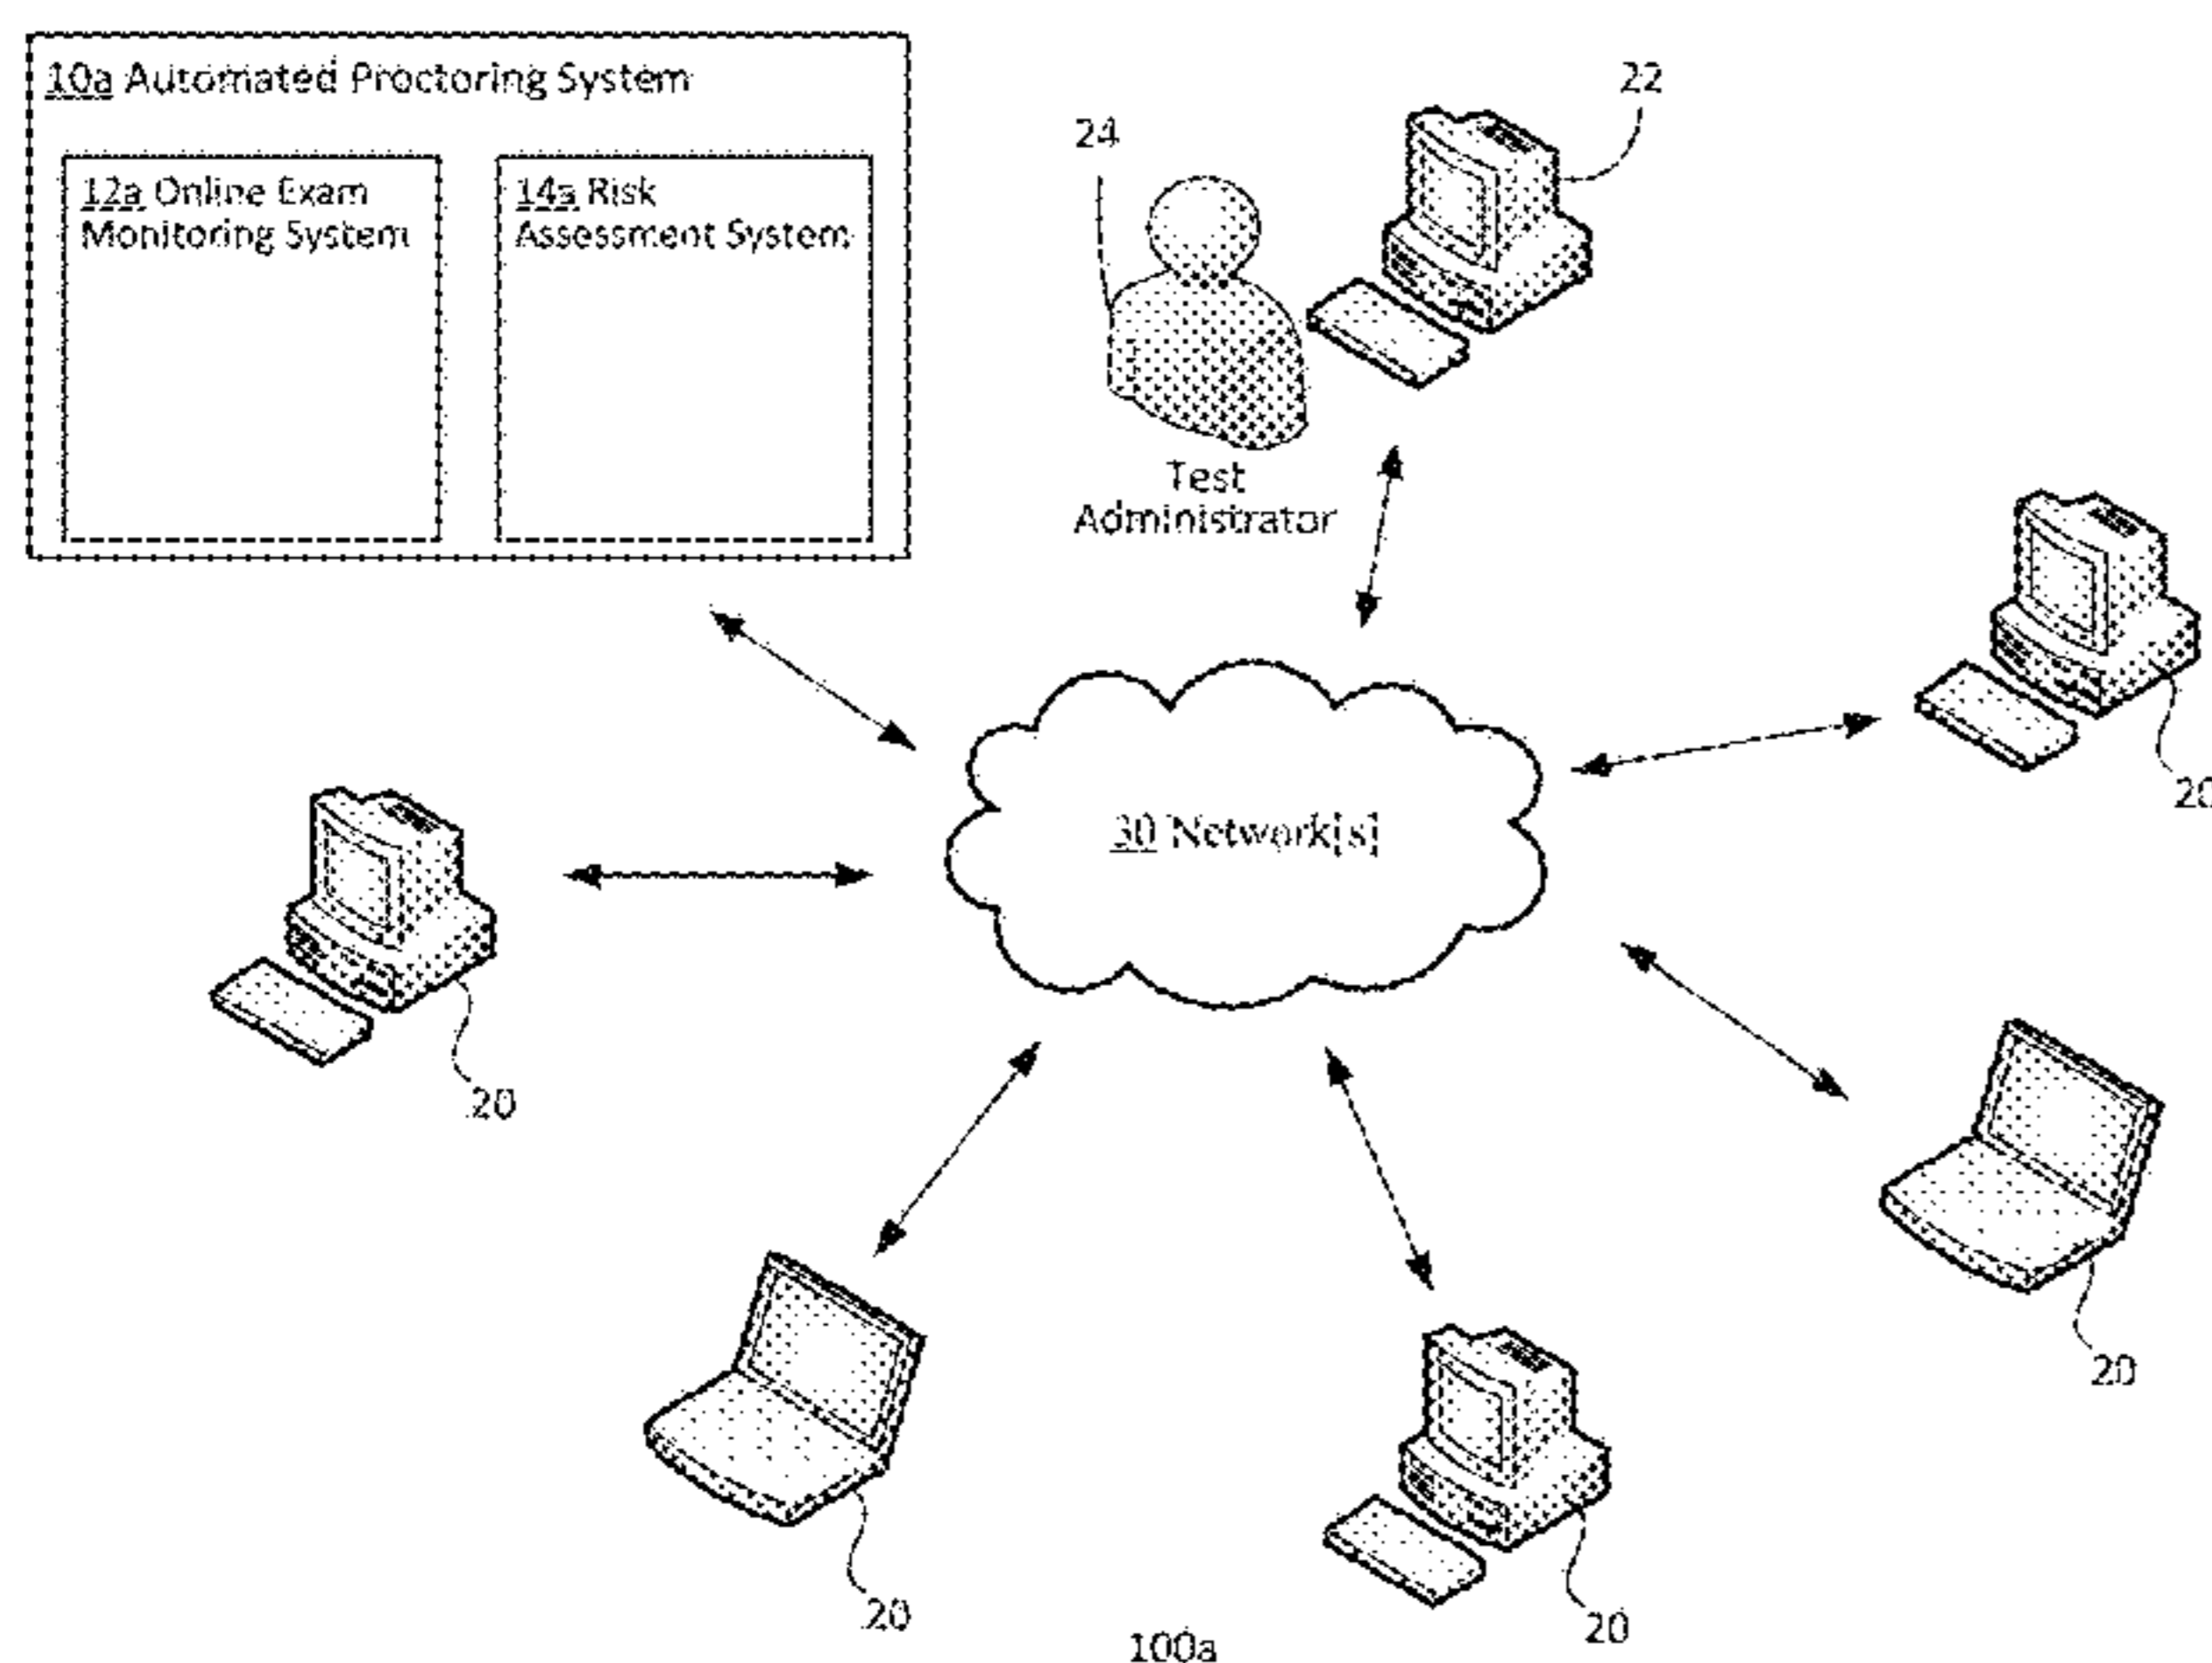 10a Automated Proctoring System
12a Online Exam
Monitoring System
14a Risk
Assessment System
24
22
Test
Administrator
30 Network[s]
20
20
20
20
20
100a